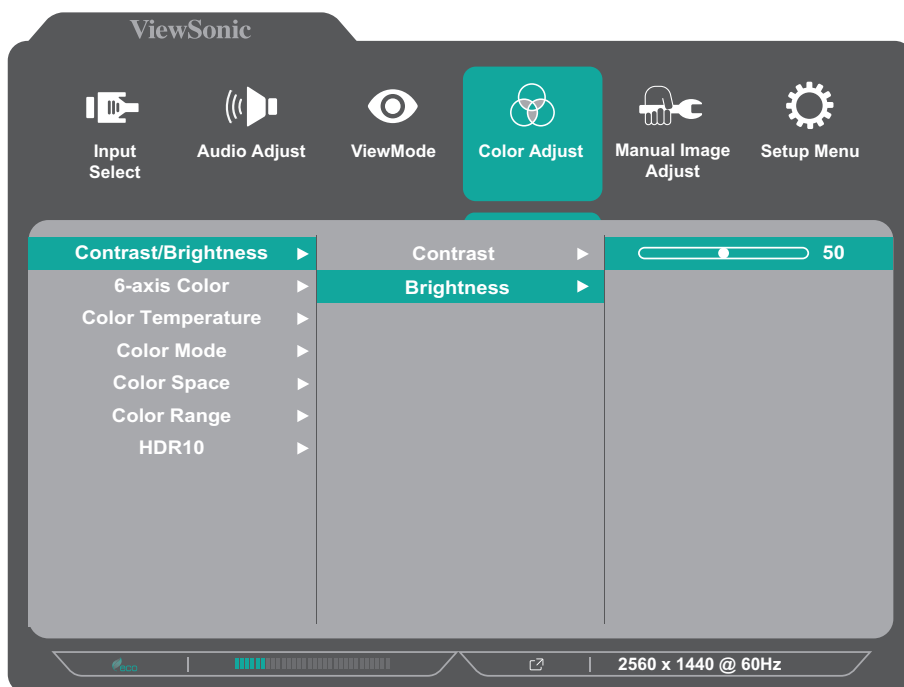 ViewSonic
Input
Select
Audio Adjust
ViewMode
Color Adjust
Manual Image
Adjust
Setup Menu
Contrast/Brightness
6-axis Color
Color Temperature
Color Mode
Color Space
Color Range
HDR10
Contrast
Brightness
50
eco
2560 x 1440 @ 60Hz